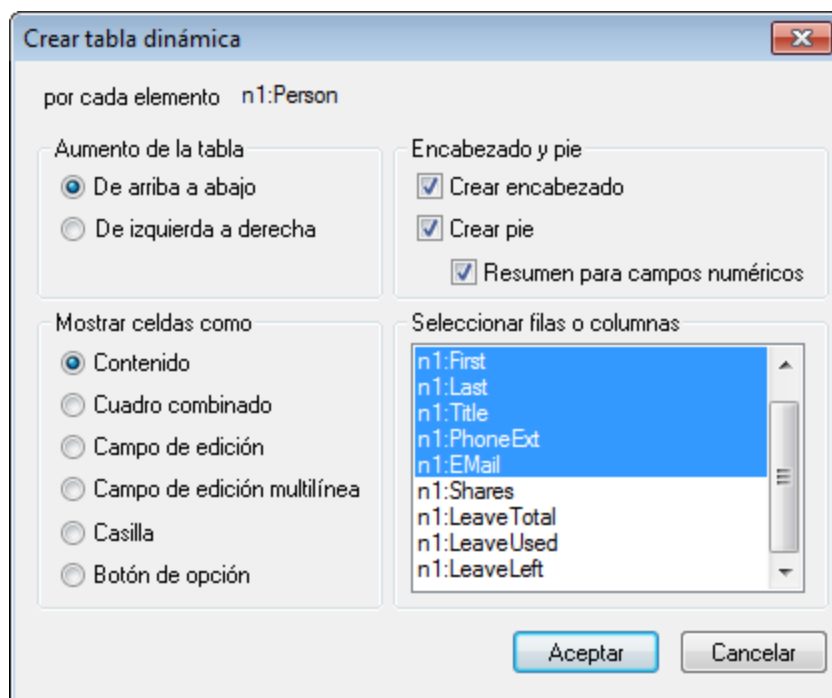 Crear tabla dinámica
por cada elemento n1:Person
Aumento de la tabla
De arriba a abajo
De izquierda a derecha
Encabezado y pie
Crear encabezado
Crear pie
Resumen para campos numéricos
Mostrar celdas como
Contenido
Cuadro combinado
Campo de edición
Campo de edición multilínea
Casilla
Botón de opción
Seleccionar filas o columnas
n1:First
n1:Last
n1:Title
n1:PhoneExt
n1:EMail
n1:Shares
n1:LeaveTotal
n1:LeaveUsed
n1:LeaveLeft
Aceptar
Cancelar